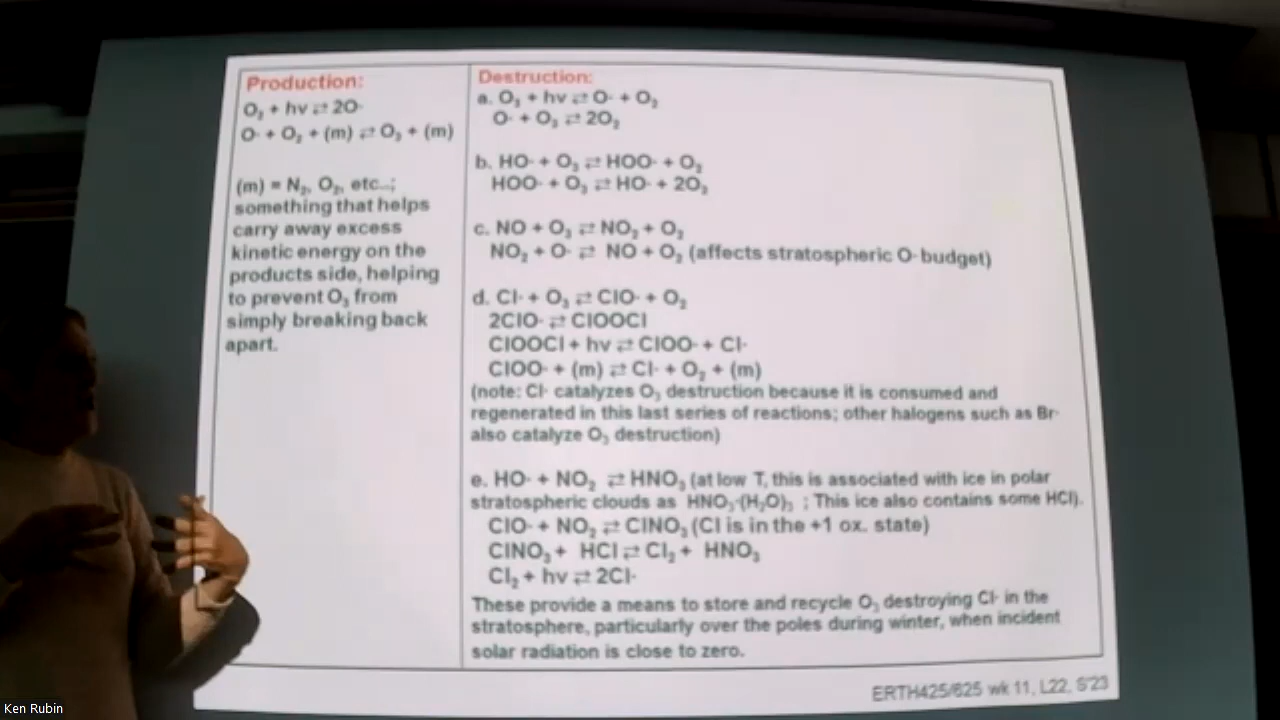 Production:
O₂ + hv ⇄ 2O·
O· + O₂ + (m) ⇄ O₃ + (m)
(m) = N₂, O₂, etc..;
something that helps
carry away excess
kinetic energy on the
products side, helping
to prevent O₃ from
simply breaking back
apart.
Destruction:
a. O₃ + hv ⇄ O· + O₂
O· + O₃ ⇄ 2O₂
b. HO· + O₃ ⇄ HOO· + O₂
HOO· + O₃ ⇄ HO· + 2O₂
c. NO + O₃ ⇄ NO₂ + O₂
NO₂ + O· ⇄ NO + O₂ (affects stratospheric O· budget)
d. Cl· + O₃ ⇄ ClO· + O₂
2ClO· ⇄ ClOOCl
ClOOCl + hv ⇄ ClOO· + Cl·
ClOO· + (m) ⇄ Cl· + O₂ + (m)
(note: Cl· catalyzes O₃ destruction because it is consumed and
regenerated in this last series of reactions; other halogens such as Br·
also catalyze O₃ destruction)
e. HO· + NO₂ ⇄ HNO₃ (at low T, this is associated with ice in polar
stratospheric clouds as HNO₃·(H₂O)₃ ; This ice also contains some HCl).
ClO· + NO₂ ⇄ ClNO₃ (Cl is in the +1 ox. state)
ClNO₃ + HCl ⇄ Cl₂ + HNO₃
Cl₂ + hv ⇄ 2Cl·
These provide a means to store and recycle O₃ destroying Cl· in the
stratosphere, particularly over the poles during winter, when incident
solar radiation is close to zero.
ERTH425/625 wk 11, L22, S'23
Ken Rubin